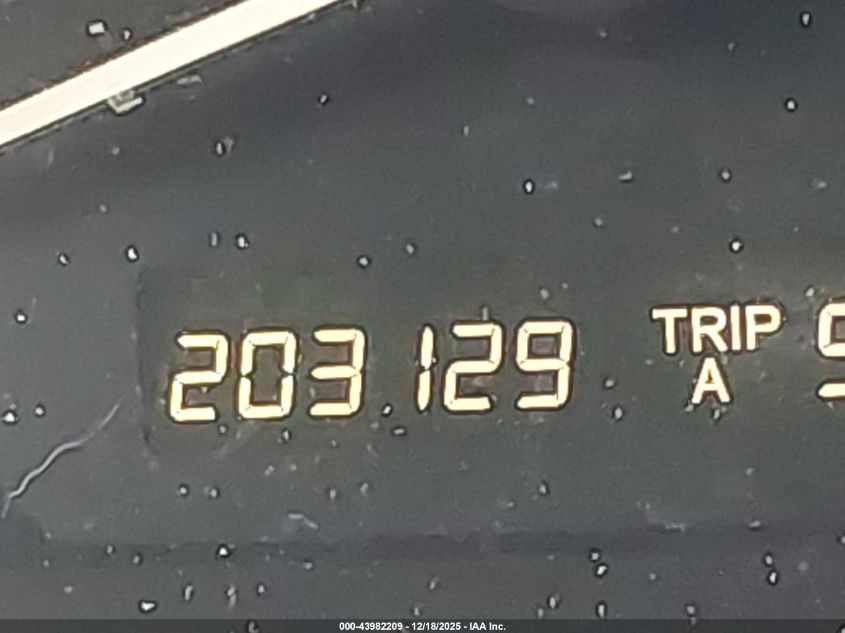 203129 TRIP
A
000-43982209 - 12/18/2025 - IAA Inc.